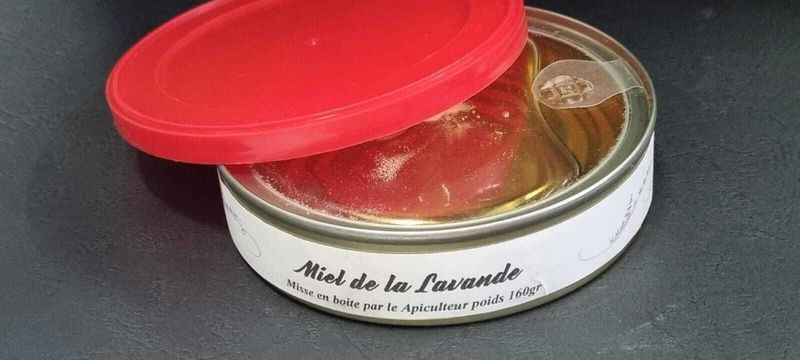 Miel de la Lavande
Misse en boite par le Apiculteur poids 160gr